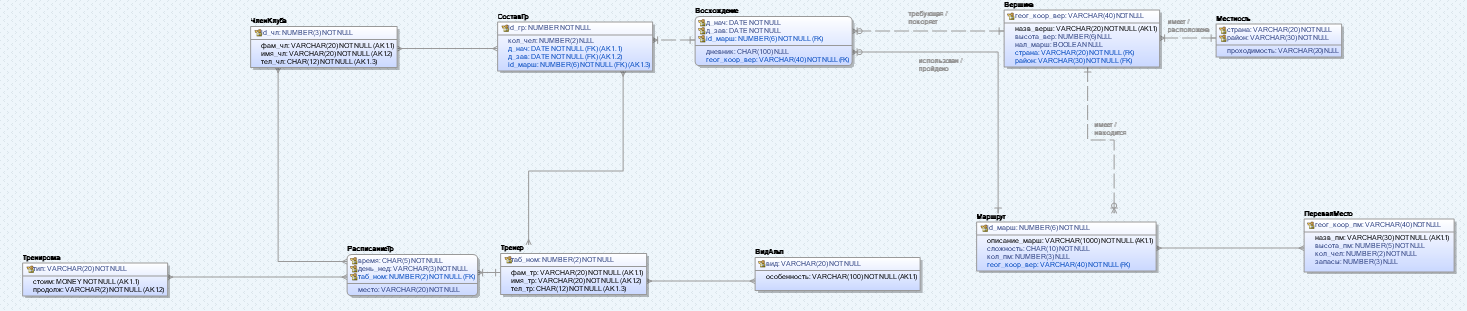 ЧленКлуба
id_чл: NUMBER(3) NOT NULL
фам_чл: VARCHAR(20) NOT NULL (AK1.1)
имя_чл: VARCHAR(20) NOT NULL (AK1.2)
тел_чл: CHAR(12) NOT NULL (AK1.3)
СоставГр
id_гр: NUMBER NOT NULL
кол_чел: NUMBER(2) NULL
д_нач: DATE NOT NULL (FK) (AK1.1)
д_зав: DATE NOT NULL (FK) (AK1.2)
id_марш: NUMBER(6) NOT NULL (FK) (AK1.3)
Восхождение
д_нач: DATE NOT NULL
д_зав: DATE NOT NULL
id_марш: NUMBER(6) NOT NULL (FK)
дневник: CHAR(100) NULL
геог_коор_вер: VARCHAR(40) NOT NULL (FK)
требующая /
покоряет
использован /
пройдено
Вершина
геог_коор_вер: VARCHAR(40) NOT NULL
назв_верш: VARCHAR(20) NOT NULL (AK1.1)
высота_вер: NUMBER(5) NULL
нал_марш: BOOLEAN NULL
страна: VARCHAR(20) NOT NULL (FK)
район: VARCHAR(30) NOT NULL (FK)
имеет /
расположена
Местность
страна: VARCHAR(20) NOT NULL
район: VARCHAR(30) NOT NULL
проходимость: VARCHAR(20) NULL
имеет /
находится
Маршрут
id_марш: NUMBER(6) NOT NULL
описание_марш: VARCHAR(1000) NOT NULL (AK1.1)
сложность: CHAR(10) NOT NULL
кол_пм: NUMBER(3) NULL
геог_коор_вер: VARCHAR(40) NOT NULL (FK)
ПеревалМесто
геог_коор_пм: VARCHAR(40) NOT NULL
назв_пм: VARCHAR(30) NOT NULL (AK1.1)
высота_пм: NUMBER(5) NOT NULL
кол_чел: NUMBER(2) NOT NULL
запасы: NUMBER(3) NULL
Тренировка
тип: VARCHAR(20) NOT NULL
стоим: MONEY NOT NULL (AK1.1)
продолж: VARCHAR(2) NOT NULL (AK1.2)
РасписаниеТр
время: CHAR(5) NOT NULL
день_нед: VARCHAR(3) NOT NULL
таб_ном: NUMBER(2) NOT NULL (FK)
место: VARCHAR(20) NOT NULL
Тренер
таб_ном: NUMBER(2) NOT NULL
фам_тр: VARCHAR(20) NOT NULL (AK1.1)
имя_тр: VARCHAR(20) NOT NULL (AK1.2)
тел_тр: CHAR(12) NOT NULL (AK1.3)
ВидАльп
вид: VARCHAR(20) NOT NULL
особенность: VARCHAR(100) NOT NULL (AK1.1)